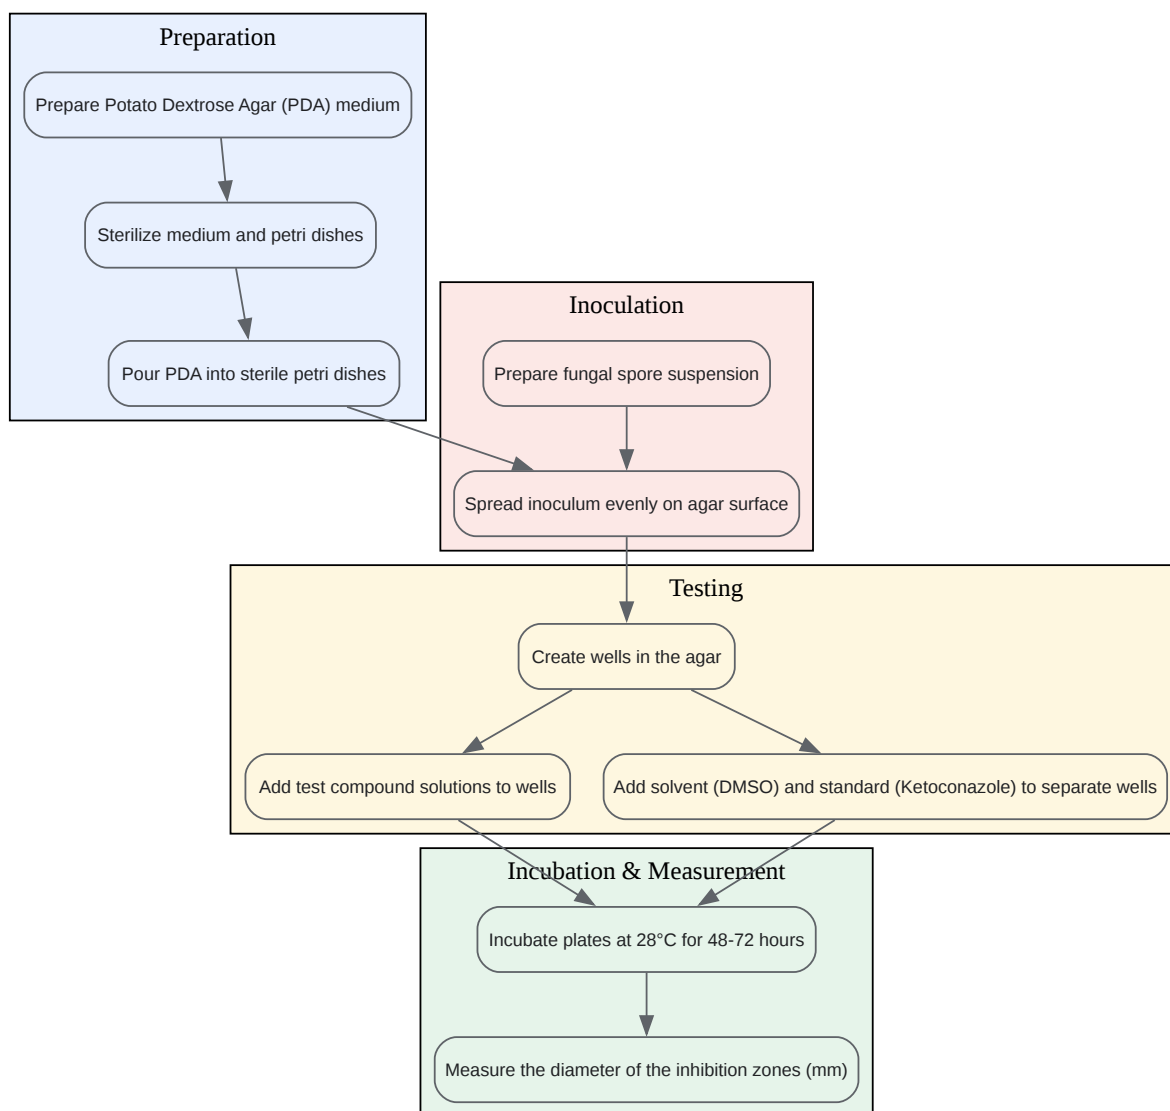 Preparation
Prepare Potato Dextrose Agar (PDA) medium
Sterilize medium and petri dishes
Pour PDA into sterile petri dishes
Inoculation
Prepare fungal spore suspension
Spread inoculum evenly on agar surface
Testing
Create wells in the agar
Add test compound solutions to wells
Add solvent (DMSO) and standard (Ketoconazole) to separate wells
Incubation & Measurement
Incubate plates at 28°C for 48-72 hours
Measure the diameter of the inhibition zones (mm)